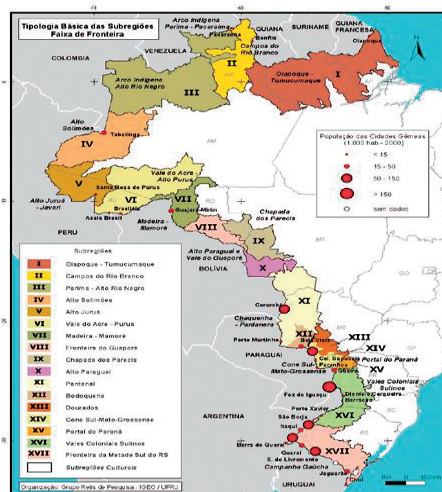 Tipologia Básica das Subregiões
Faixa de Fronteira
Arco Indígena
Parima - Pacaraima
Pacaraima
VENEZUELA
COLOMBIA
GUIANA
SURINAME
GUIANA
FRANCESA
Bonfim
Campos do
Rio Branco
Oiapoque
II
Oiapoque -
Tumucumaque
I
Arco Indígena
Alto Rio Negro
III
Alto
Solimões
Tabatinga
IV
AM
População das Cidades Gêmeas
(1.000 hab - 2000)
< 15
15 - 50
50 - 150
> 150
sem dados
V
Alto Juruá
- Javari
Santa Rosa de Purus
Vale do Acre
Alto Purus
VI
Brasiléia
Assis Brasil
VII
Guajará-Mirim
Madeira -
Mamoré
PERU
VIII
Chapada dos
Parecis
IX
Alto Paraguai e
Vale do Guaporé
X
BOLÍVIA
XI
Corumbá
Chaquenha
- Pantaneira
Porto Murtinho
XII
Bela Vista
XIII
XIV
Portal do Paraná
XV
PARAGUAI
Cone Sul-
Mato-Grossense
Vales Coloniais
Sulinos
Foz do Iguaçu
Dionísio Cerqueira
Barracão
Porto Xavier
XVI
ARGENTINA
São Borja
Itaqui
Barra do Quaraí
Quaraí
S. do Livramento
XVII
Campanha Gaúcha
Jaguarão
Chuí
URUGUAI
Subregiões
I Oiapoque - Tumucumaque
II Campos do Rio Branco
III Parima - Alto Rio Negro
IV Alto Solimões
V Alto Juruá
VI Vale do Acre - Purus
VII Madeira - Mamoré
VIII Fronteira do Guaporé
IX Chapada dos Parecis
X Alto Paraguai
XI Pantanal
XII Bodoquena
XIII Dourados
XIV Cone Sul-Mato-Grossense
XV Portal do Paraná
XVI Vales Coloniais Sulinos
XVII Fronteira da Metade Sul do RS
Subregiões Culturais
Organização: Grupo Retis de Pesquisa - IGEO / UFRJ